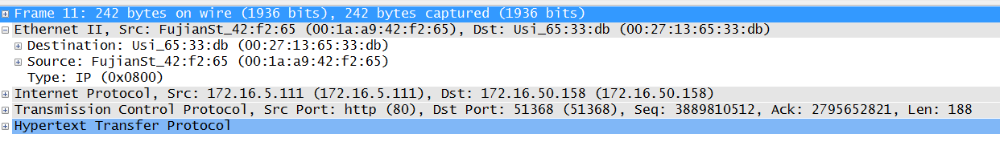 Frame 11: 242 bytes on wire (1936 bits), 242 bytes captured (1936 bits)
Ethernet II, Src: FujianSt_42:f2:65 (00:1a:a9:42:f2:65), Dst: Usi_65:33:db (00:27:13:65:33:db)
Destination: Usi_65:33:db (00:27:13:65:33:db)
Source: FujianSt_42:f2:65 (00:1a:a9:42:f2:65)
Type: IP (0x0800)
Internet Protocol, Src: 172.16.5.111 (172.16.5.111), Dst: 172.16.50.158 (172.16.50.158)
Transmission Control Protocol, Src Port: http (80), Dst Port: 51368 (51368), Seq: 3889810512, Ack: 2795652821, Len: 188
Hypertext Transfer Protocol